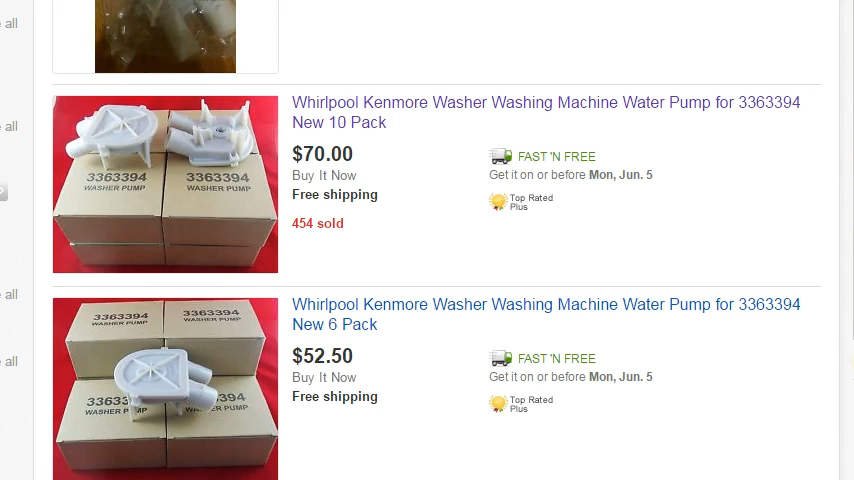 all
Whirlpool Kenmore Washer Washing Machine Water Pump for 3363394
New 10 Pack
all
3363394
WASHER PUMP
3363394
WASHER PUMP
$70.00
FAST 'N FREE
Buy It Now
Get it on or before Mon, Jun. 5
Free shipping
Top Rated
Plus
454 sold
all
Whirlpool Kenmore Washer Washing Machine Water Pump for 3363394
New 6 Pack
3363394
WASHER PUMP
3363394
WASHER PUMP
$52.50
FAST 'N FREE
all
Buy It Now
Get it on or before Mon, Jun. 5
Free shipping
Top Rated
Plus
WASHER
PUMP